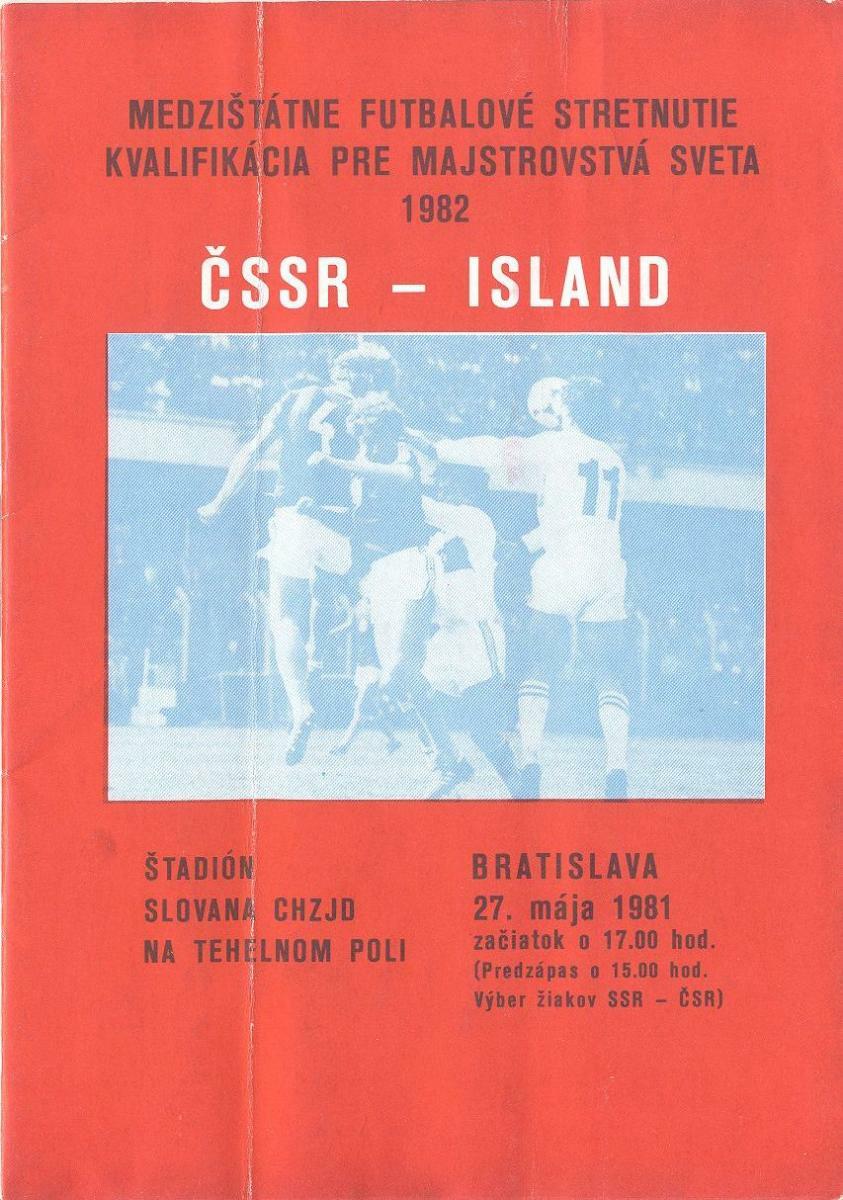 MEDZIŠTÁTNE FUTBALOVÉ STRETNUTIE
KVALIFIKÁCIA PRE MAJSTROVSTVÁ SVETA
1982
ČSSR – ISLAND
11
ŠTADIÓN
SLOVANA CHZJD
NA TEHELNOM POLI
BRATISLAVA
27. mája 1981
začiatok o 17.00 hod.
(Predzápas o 15.00 hod.
Výber žiakov SSR – ČSR)